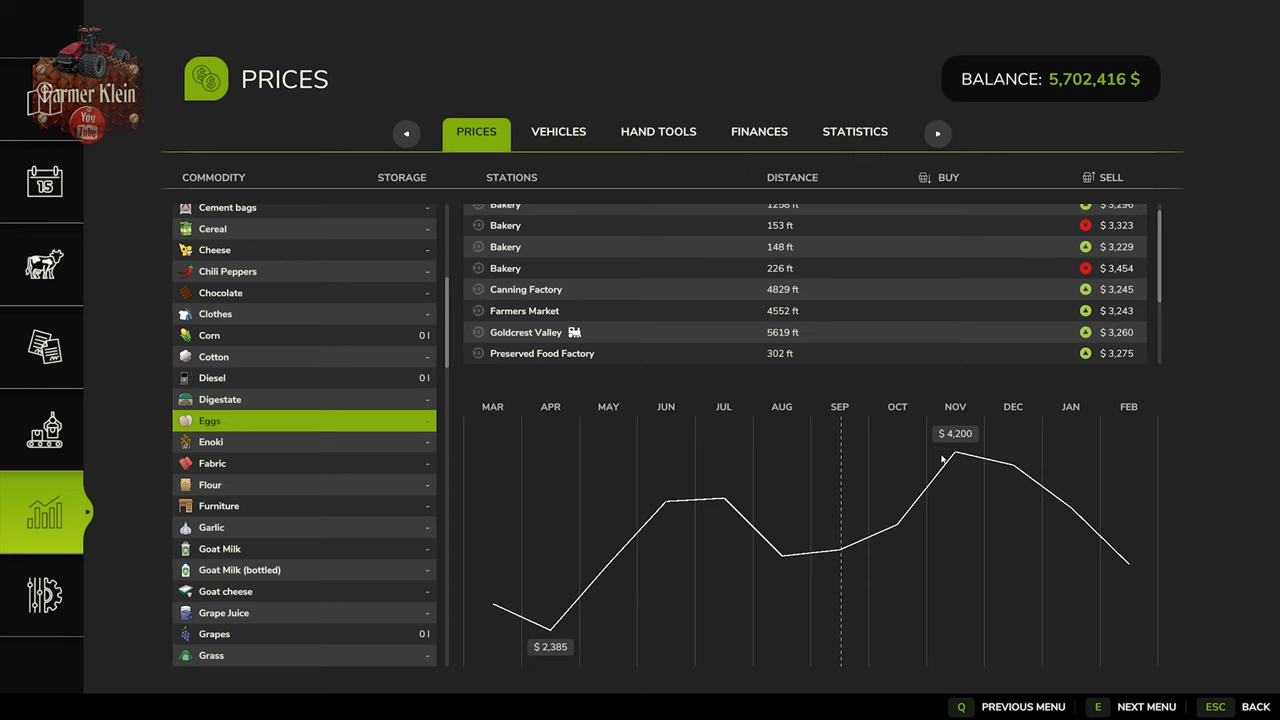 Farmer Klein
You
Tube
PRICES
BALANCE: 5,702,416 $
PRICES
VEHICLES
HAND TOOLS
FINANCES
STATISTICS
COMMODITY
STORAGE
STATIONS
DISTANCE
BUY
SELL
15
Cement bags -
Cereal -
Cheese -
Chili Peppers -
Chocolate -
Clothes -
Corn 0 l
Cotton -
Diesel 0 l
Digestate -
Eggs -
Enoki -
Fabric -
Flour -
Furniture -
Garlic -
Goat Milk -
Goat Milk (bottled) -
Goat cheese -
Grape Juice -
Grapes 0 l
Grass -
Bakery 1258 ft $ 3,296
Bakery 153 ft $ 3,323
Bakery 148 ft $ 3,229
Bakery 226 ft $ 3,454
Canning Factory 4829 ft $ 3,245
Farmers Market 4552 ft $ 3,243
Goldcrest Valley 5619 ft $ 3,260
Preserved Food Factory 302 ft $ 3,275
MAR APR MAY JUN JUL AUG SEP OCT NOV DEC JAN FEB
$ 4,200
$ 2,385
Q PREVIOUS MENU E NEXT MENU ESC BACK